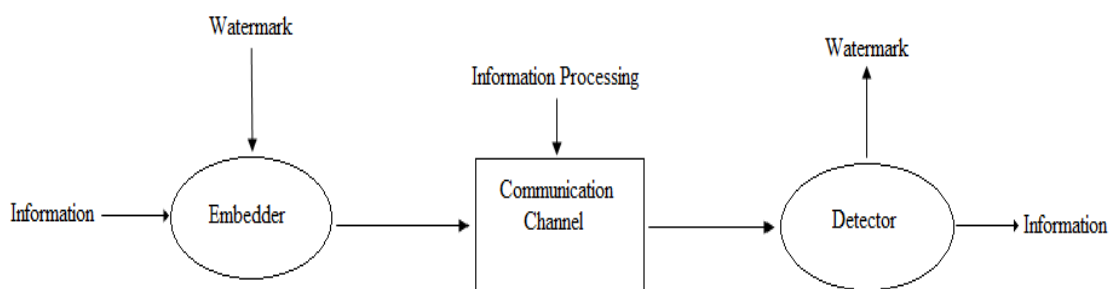 Watermark
Watermark
Information Processing
Communication
Channel
Information
Embedder
Detector
Information